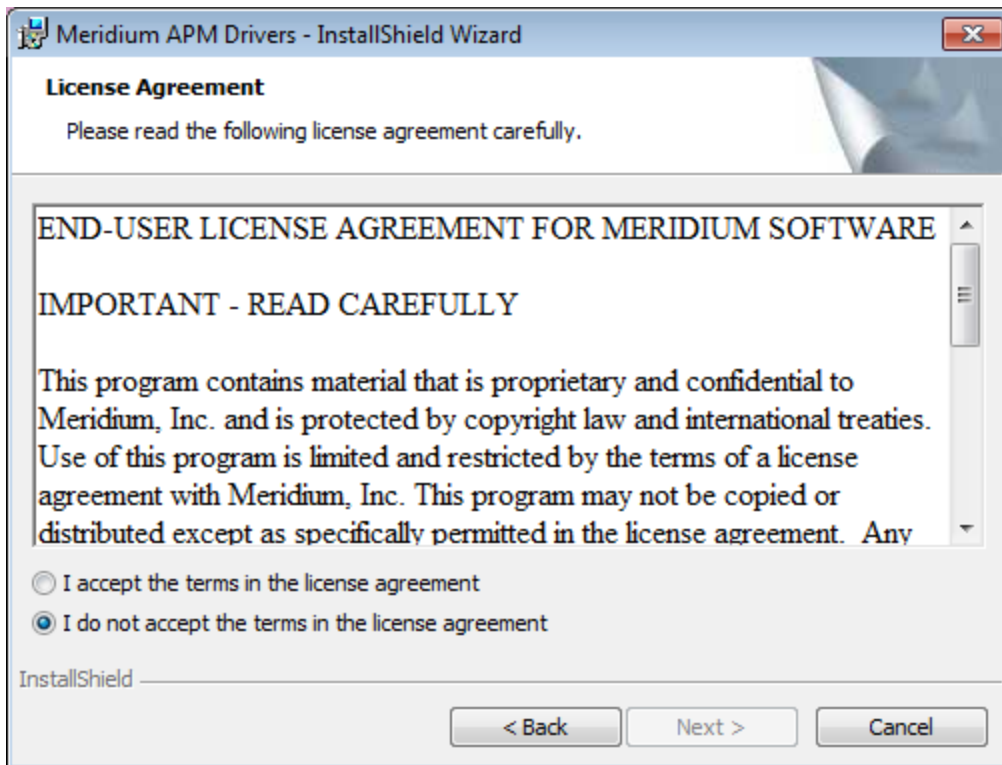 Meridium APM Drivers - InstallShield Wizard
License Agreement
Please read the following license agreement carefully.
END-USER LICENSE AGREEMENT FOR MERIDIUM SOFTWARE
IMPORTANT - READ CAREFULLY
This program contains material that is proprietary and confidential to
Meridium, Inc. and is protected by copyright law and international treaties.
Use of this program is limited and restricted by the terms of a license
agreement with Meridium, Inc. This program may not be copied or
distributed except as specifically permitted in the license agreement.  Any
I accept the terms in the license agreement
I do not accept the terms in the license agreement
InstallShield
< Back Next > Cancel